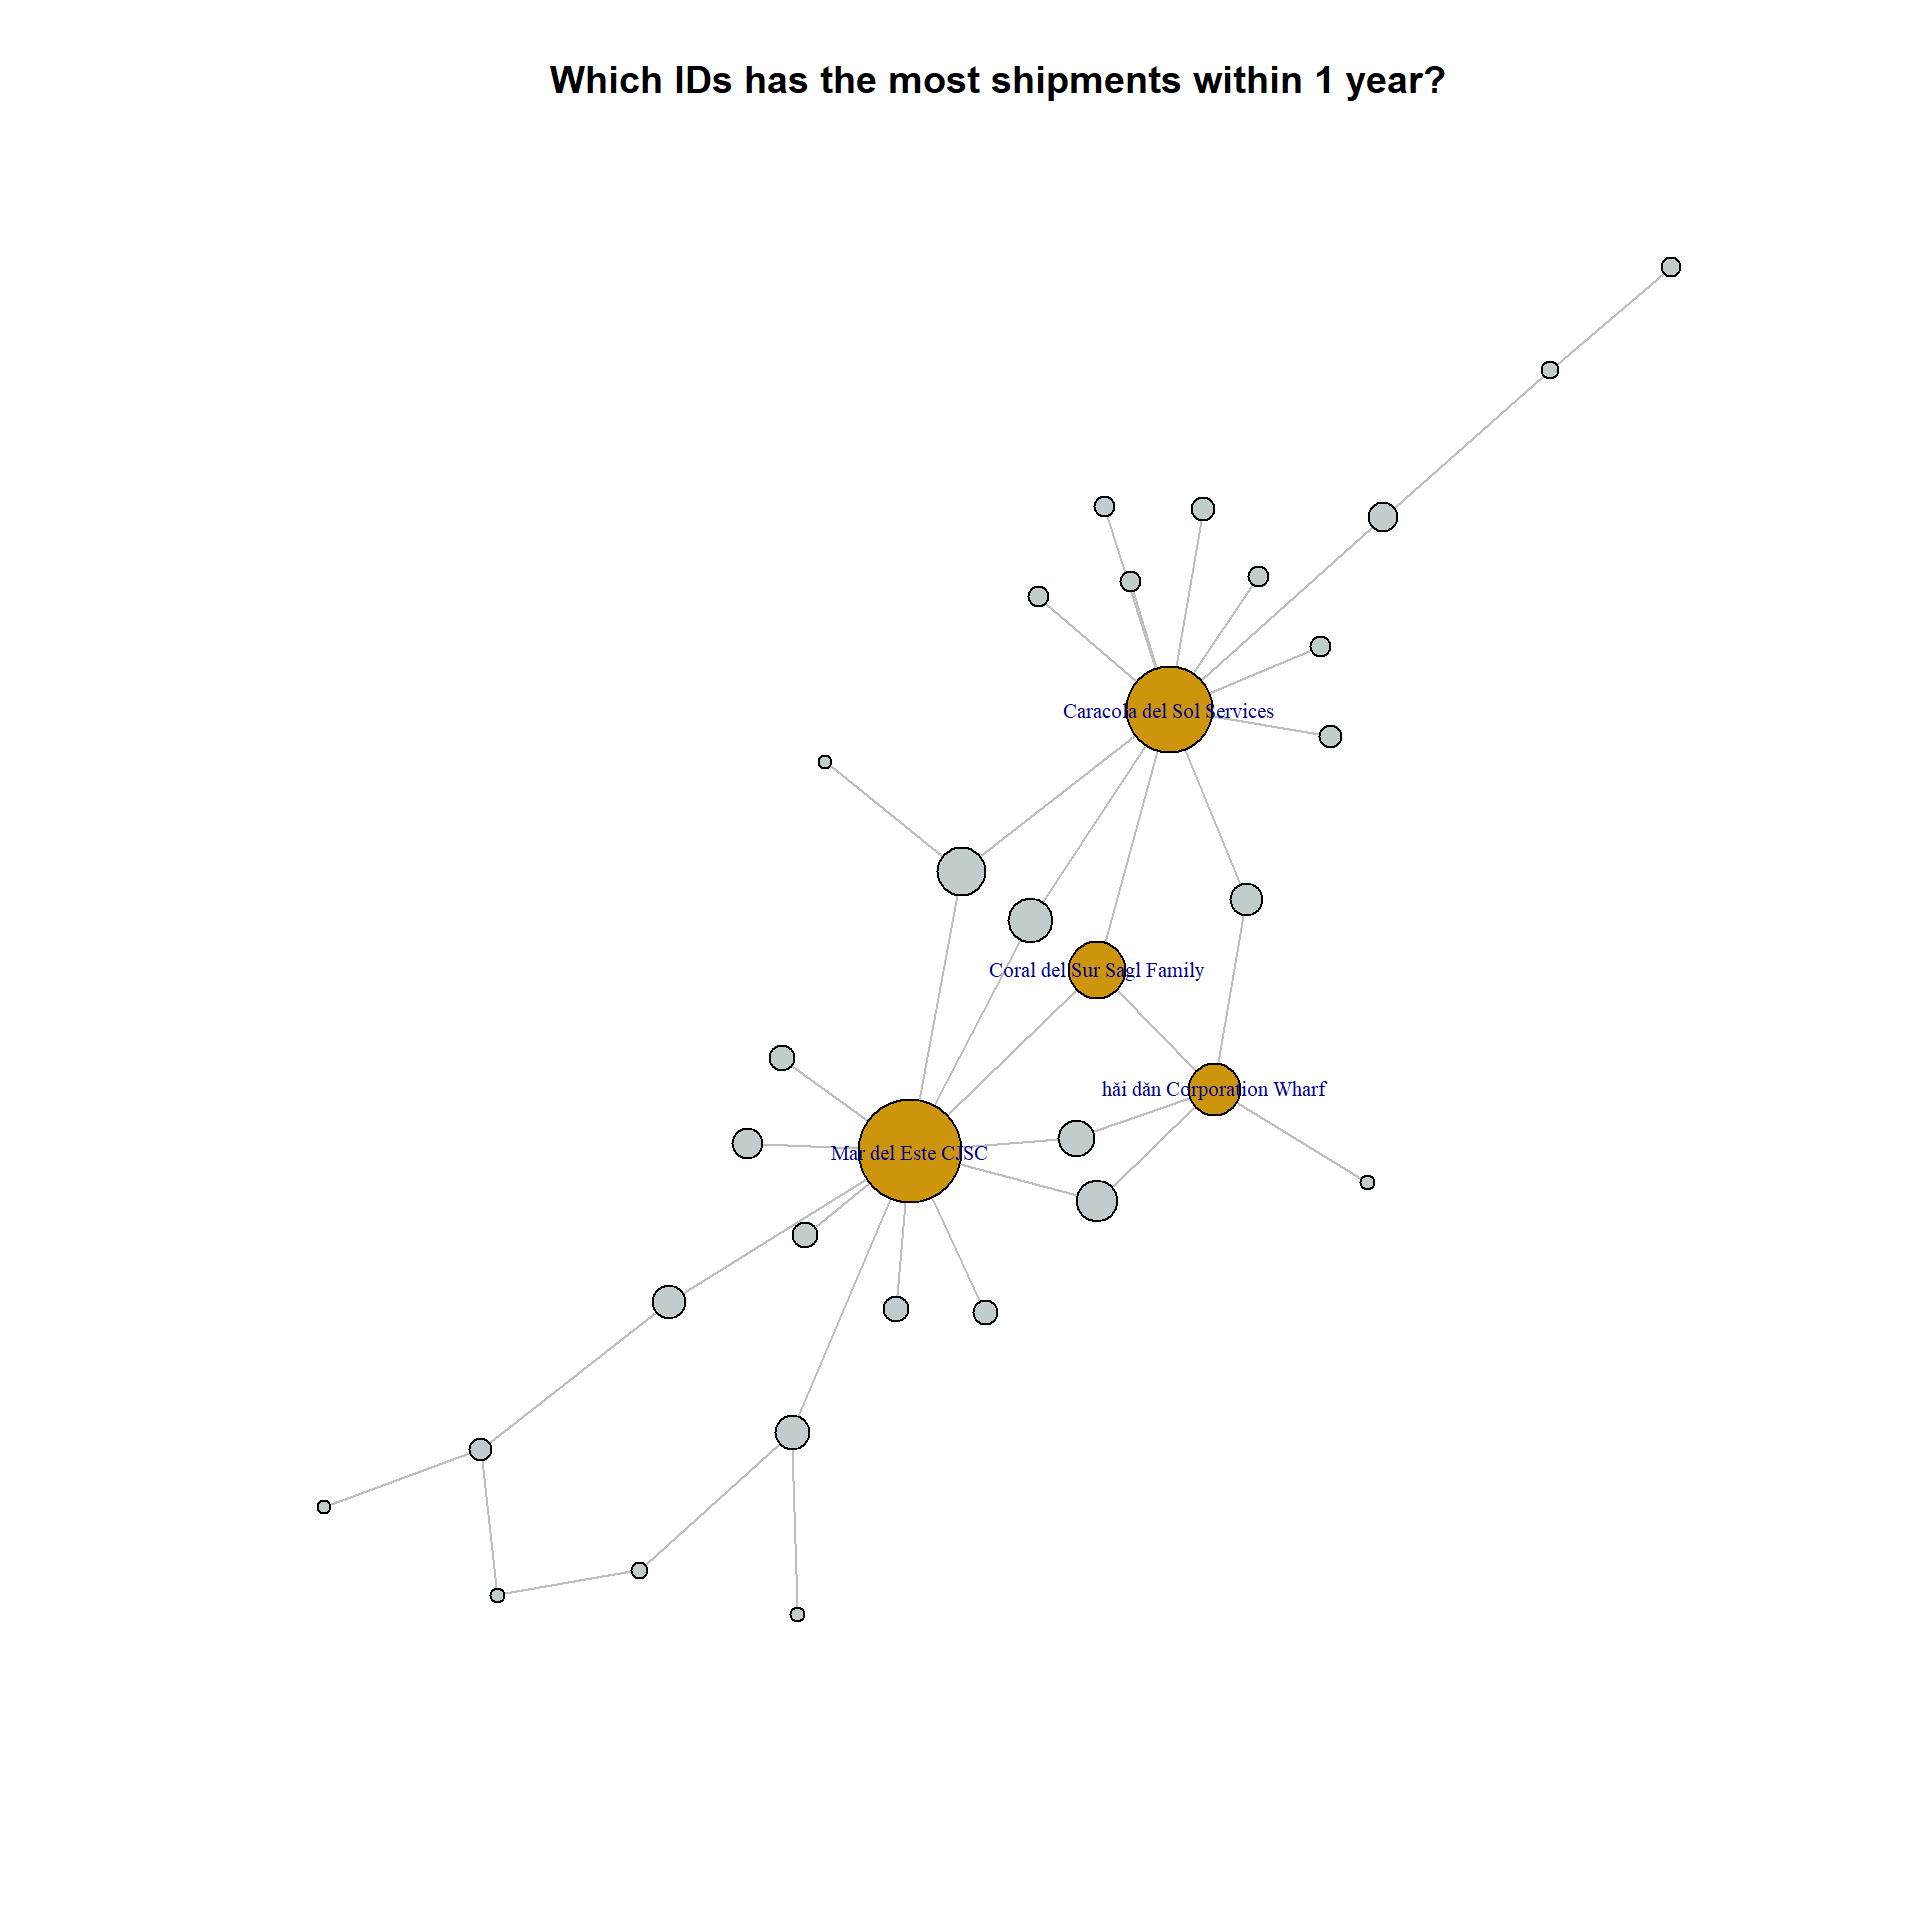 Which IDs has the most shipments within 1 year?
Caracola del Sol Services
Coral del Sur Sagl Family
hǎi dǎn Corporation Wharf
Mar del Este CJSC